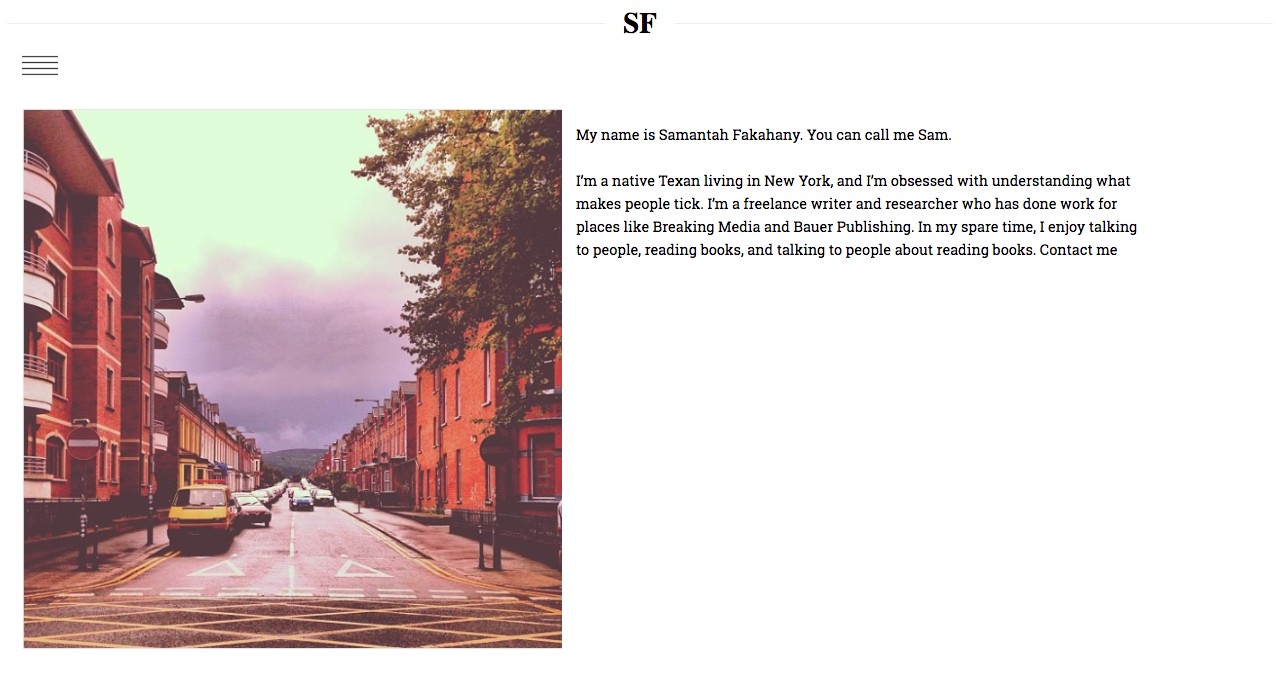 SF
My name is Samantah Fakahany. You can call me Sam.
I'm a native Texan living in New York, and I'm obsessed with understanding what
makes people tick. I'm a freelance writer and researcher who has done work for
places like Breaking Media and Bauer Publishing. In my spare time, I enjoy talking
to people, reading books, and talking to people about reading books. Contact me